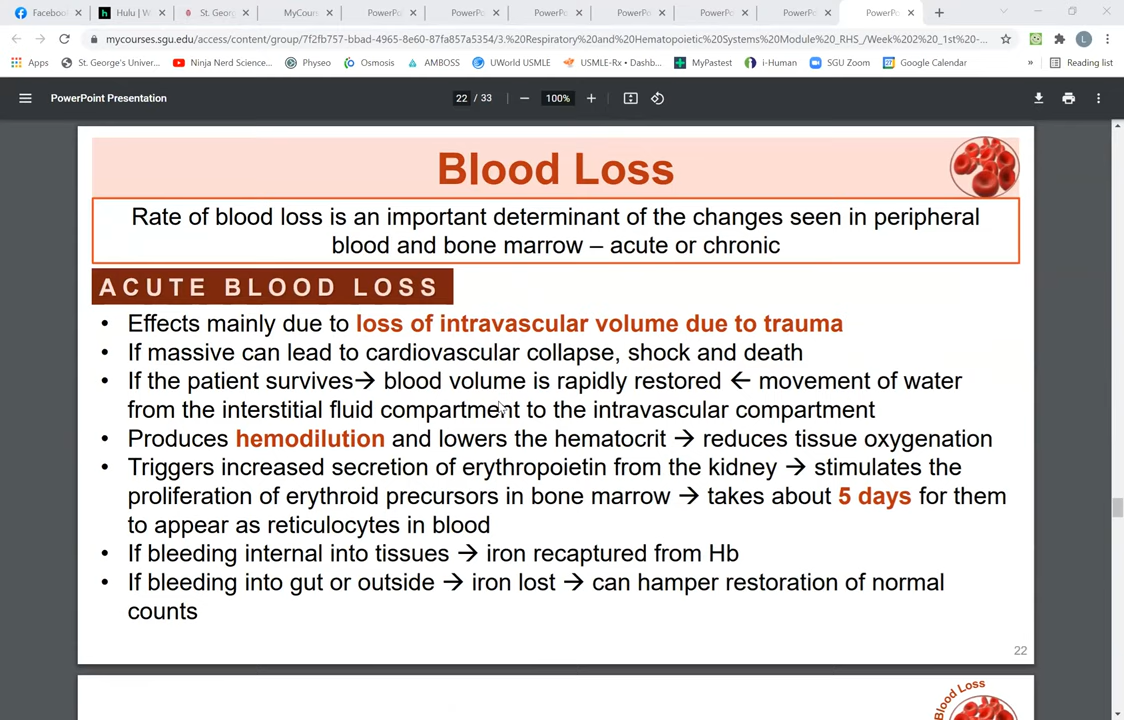 Facebook
Hulu | W
St. Georg
MyCours
PowerPo
PowerPo
PowerPo
PowerPo
PowerPo
PowerPo
PowerPo
mycourses.sgu.edu/access/content/group/7f2fb757-bbad-4965-8e60-87fa857a5354/3.%20Respiratory%20and%20Hematopoietic%20Systems%20Module%20_RHS_/Week%202%20_1st%20-...
L
Apps
St. George's Univer...
Ninja Nerd Science...
Physeo
Osmosis
AMBOSS
UWorld USMLE
USMLE-Rx • Dashb...
MyPastest
i-Human
SGU Zoom
Google Calendar
»
Reading list
PowerPoint Presentation
22 / 33
100%
Blood Loss
Rate of blood loss is an important determinant of the changes seen in peripheral
blood and bone marrow – acute or chronic
ACUTE BLOOD LOSS
• Effects mainly due to loss of intravascular volume due to trauma
• If massive can lead to cardiovascular collapse, shock and death
• If the patient survives→ blood volume is rapidly restored ← movement of water
from the interstitial fluid compartment to the intravascular compartment
• Produces hemodilution and lowers the hematocrit → reduces tissue oxygenation
• Triggers increased secretion of erythropoietin from the kidney → stimulates the
proliferation of erythroid precursors in bone marrow → takes about 5 days for them
to appear as reticulocytes in blood
• If bleeding internal into tissues → iron recaptured from Hb
• If bleeding into gut or outside → iron lost → can hamper restoration of normal
counts
22
Blood Loss